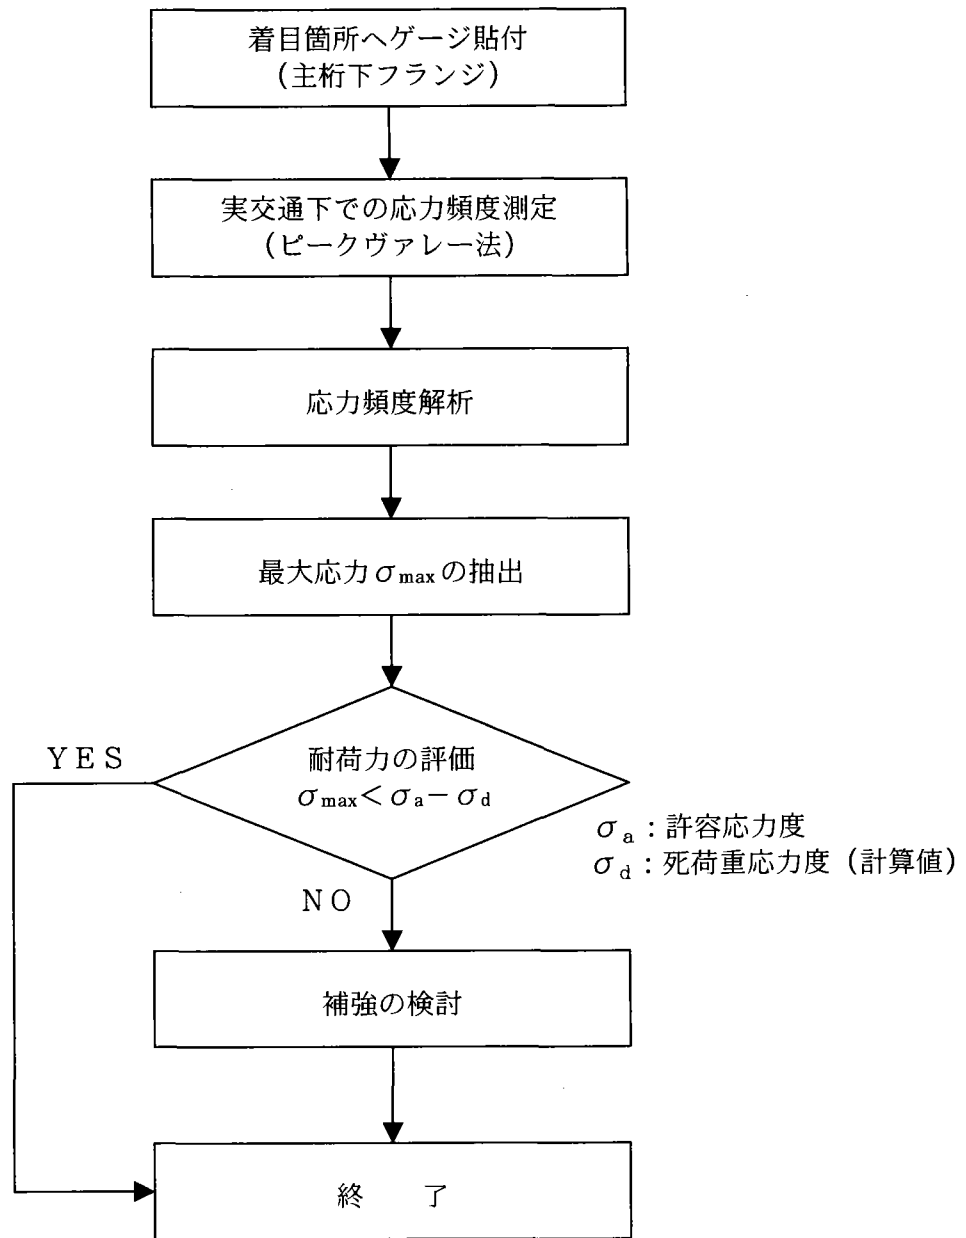 着目箇所へゲージ貼付
(主桁下フランジ)
実交通下での応力頻度測定
(ピークヴァレー法)
応力頻度解析
最大応力σmaxの抽出
耐荷力の評価
σmax<σa−σd
YES
σa：許容応力度
σd：死荷重応力度（計算値）
NO
補強の検討
終　　了